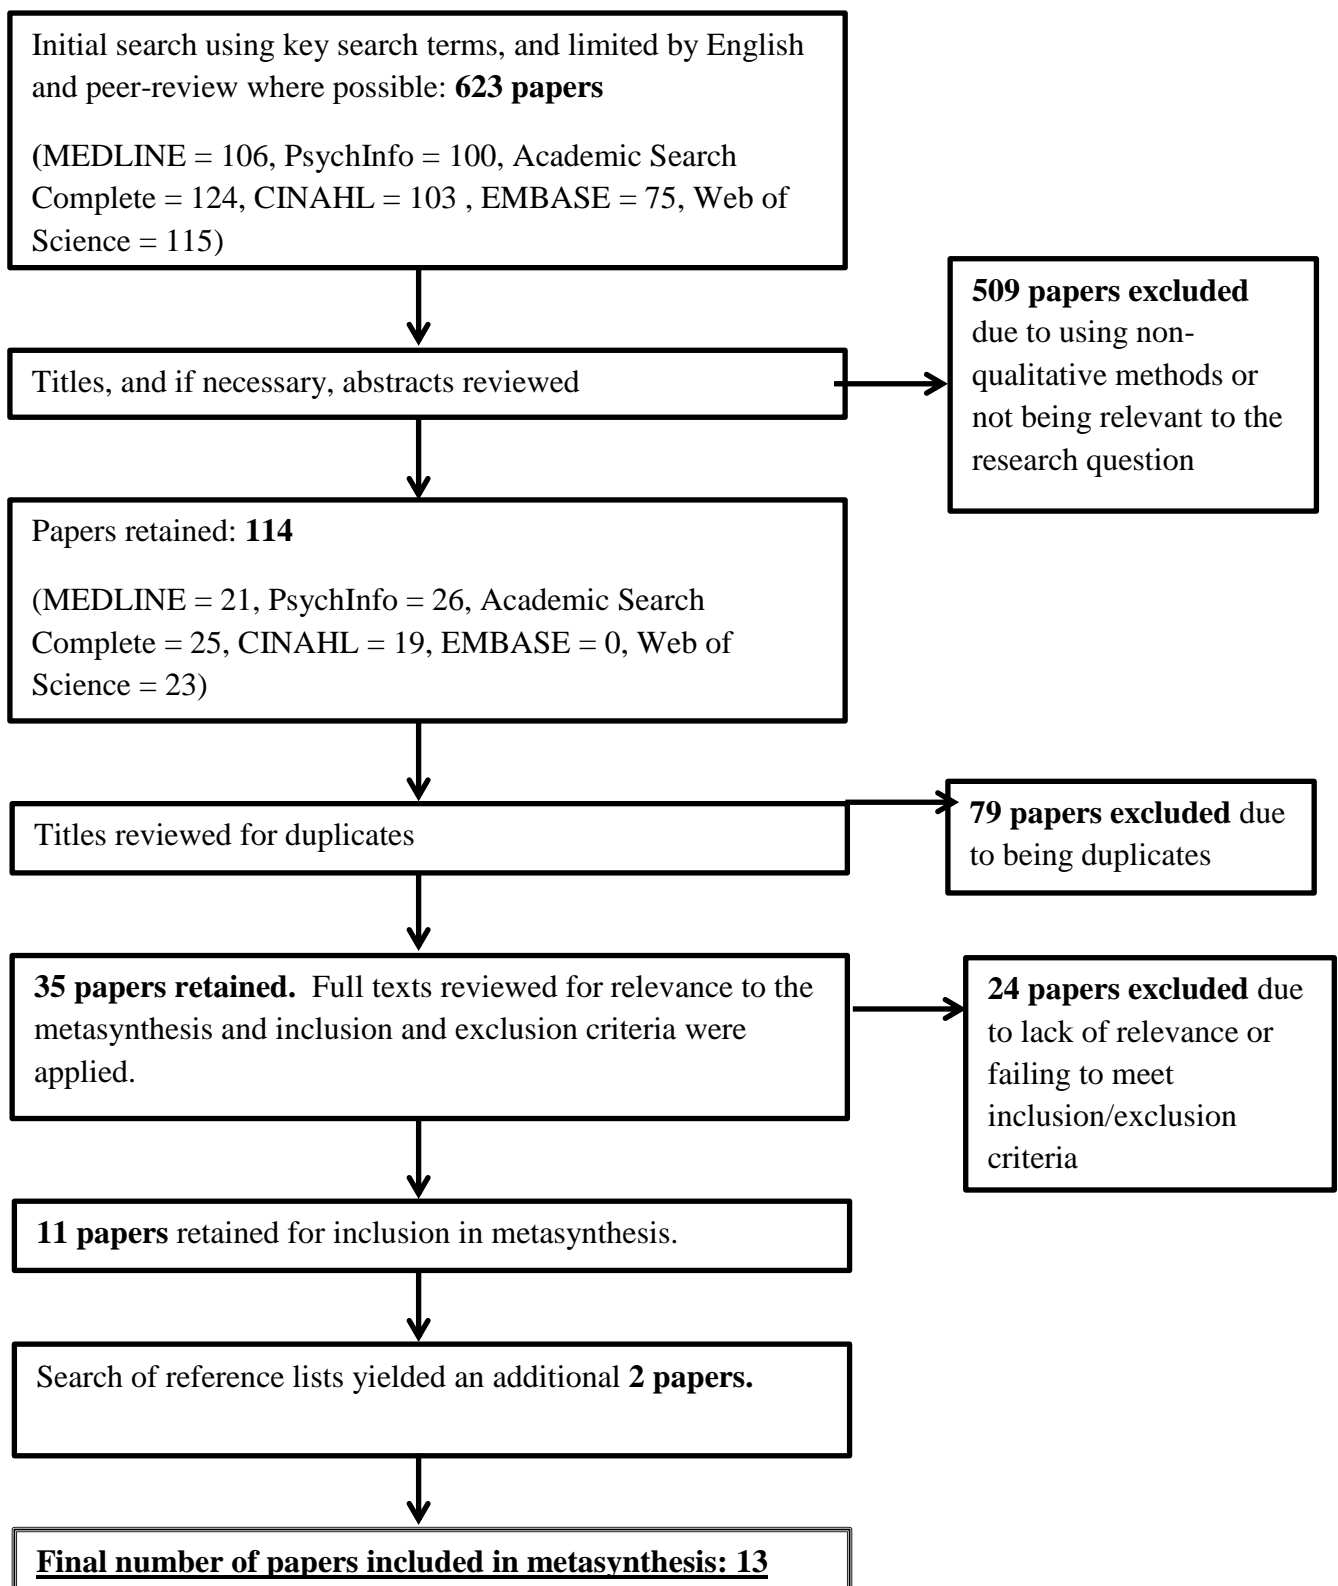 Initial search using key search terms, and limited by English
and peer-review where possible: 623 papers
(MEDLINE = 106, PsychInfo = 100, Academic Search
Complete = 124, CINAHL = 103 , EMBASE = 75, Web of
Science = 115)
509 papers excluded
due to using non-
qualitative methods or
not being relevant to the
research question
Titles, and if necessary, abstracts reviewed
Papers retained: 114
(MEDLINE = 21, PsychInfo = 26, Academic Search
Complete = 25, CINAHL = 19, EMBASE = 0, Web of
Science = 23)
Titles reviewed for duplicates
79 papers excluded due
to being duplicates
35 papers retained.  Full texts reviewed for relevance to the
metasynthesis and inclusion and exclusion criteria were
applied.
24 papers excluded due
to lack of relevance or
failing to meet
inclusion/exclusion
criteria
11 papers retained for inclusion in metasynthesis.
Search of reference lists yielded an additional 2 papers.
Final number of papers included in metasynthesis: 13